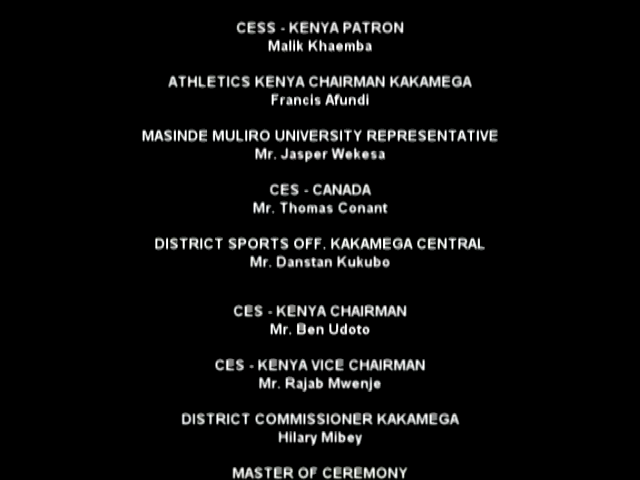 CESS - KENYA PATRON
Malik Khaemba
ATHLETICS KENYA CHAIRMAN KAKAMEGA
Francis Afundi
MASINDE MULIRO UNIVERSITY REPRESENTATIVE
Mr. Jasper Wekesa
CES - CANADA
Mr. Thomas Conant
DISTRICT SPORTS OFF. KAKAMEGA CENTRAL
Mr. Danstan Kukubo
CES - KENYA CHAIRMAN
Mr. Ben Udoto
CES - KENYA VICE CHAIRMAN
Mr. Rajab Mwenje
DISTRICT COMMISSIONER KAKAMEGA
Hilary Mibey
MASTER OF CEREMONY